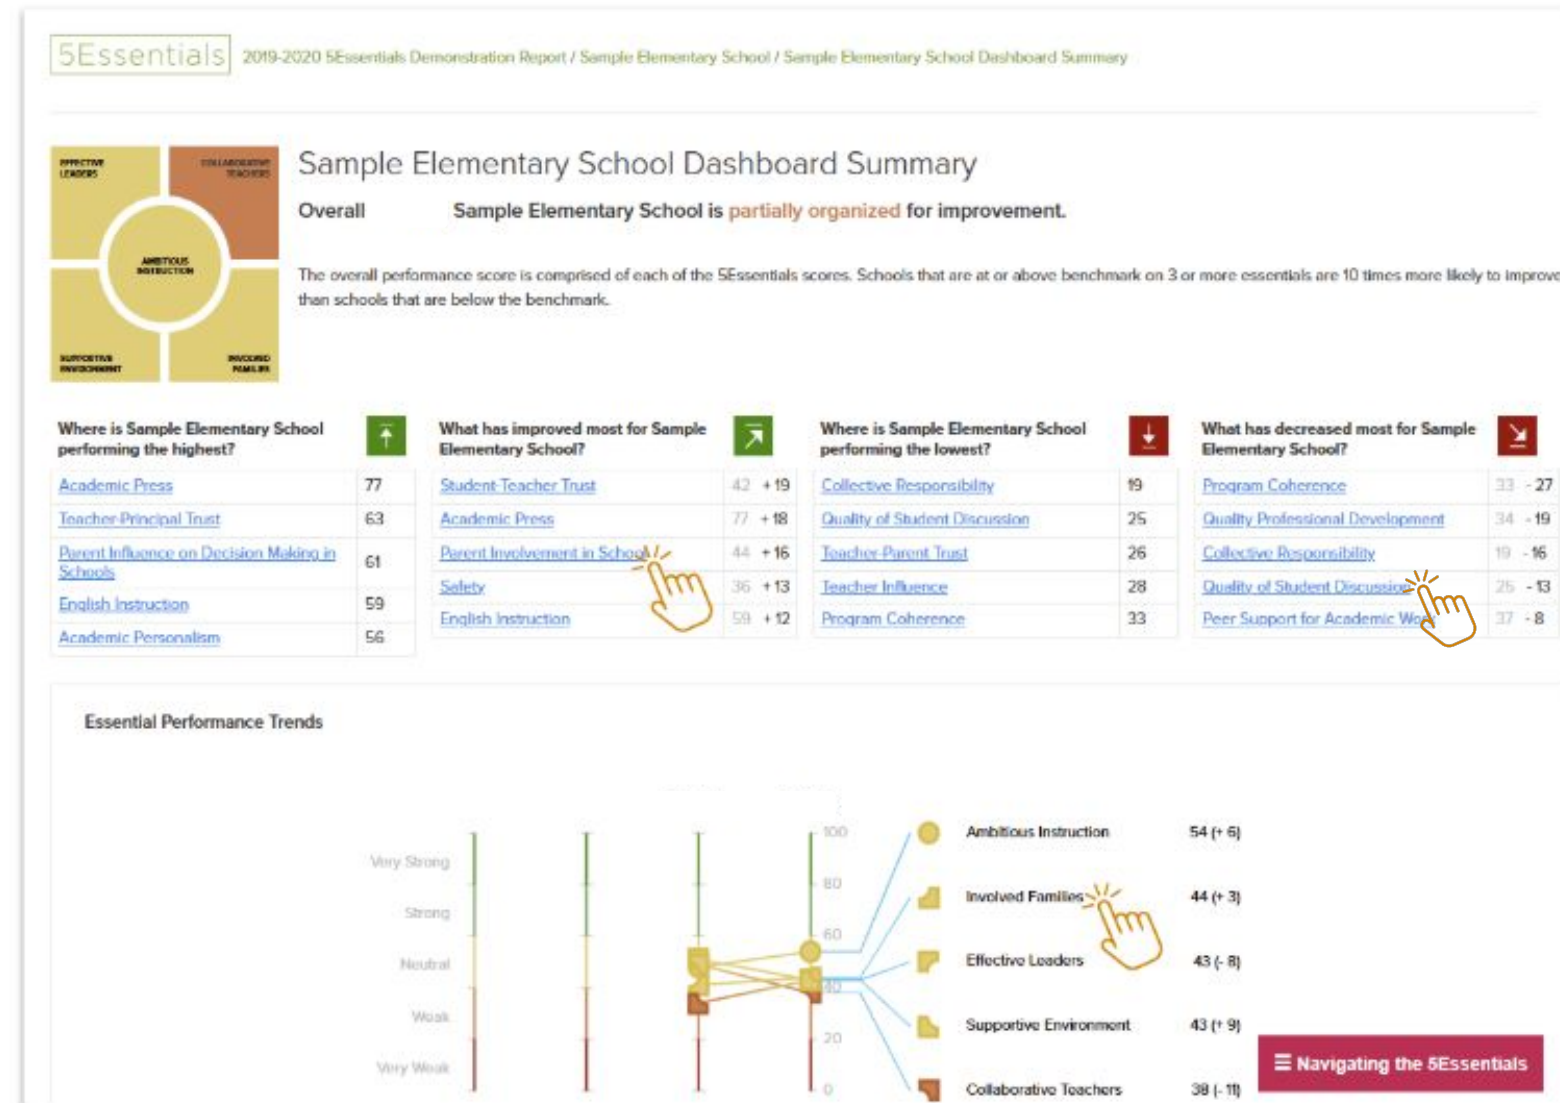 5Essentials 2019-2020 5Essentials Demonstration Report / Sample Elementary School / Sample Elementary School Dashboard Summary
EFFECTIVE LEADERS
COLLABORATIVE TEACHERS
AMBITIOUS INSTRUCTION
SUPPORTIVE ENVIRONMENT
INVOLVED FAMILIES
Sample Elementary School Dashboard Summary
Overall Sample Elementary School is partially organized for improvement.
The overall performance score is comprised of each of the 5Essentials scores. Schools that are at or above benchmark on 3 or more essentials are 10 times more likely to improve
than schools that are below the benchmark.
Where is Sample Elementary School
performing the highest?
Academic Press 77
Teacher-Principal Trust 63
Parent Influence on Decision Making in
Schools 61
English Instruction 59
Academic Personalism 56
What has improved most for Sample
Elementary School?
Student-Teacher Trust 42 +19
Academic Press 77 +18
Parent Involvement in School 44 +16
Safety 36 +13
English Instruction 59 +12
Where is Sample Elementary School
performing the lowest?
Collective Responsibility 19
Quality of Student Discussion 25
Teacher-Parent Trust 26
Teacher Influence 28
Program Coherence 33
What has decreased most for Sample
Elementary School?
Program Coherence 33 -27
Quality Professional Development 34 -19
Collective Responsibility 19 -16
Quality of Student Discussion 25 -13
Peer Support for Academic Work 37 -8
Essential Performance Trends
Very Strong
Strong
Neutral
Weak
Very Weak
100
80
60
40
20
0
Ambitious Instruction 54 (+ 6)
Involved Families 44 (+ 3)
Effective Leaders 43 (- 8)
Supportive Environment 43 (+ 9)
Collaborative Teachers 38 (- 11)
Navigating the 5Essentials